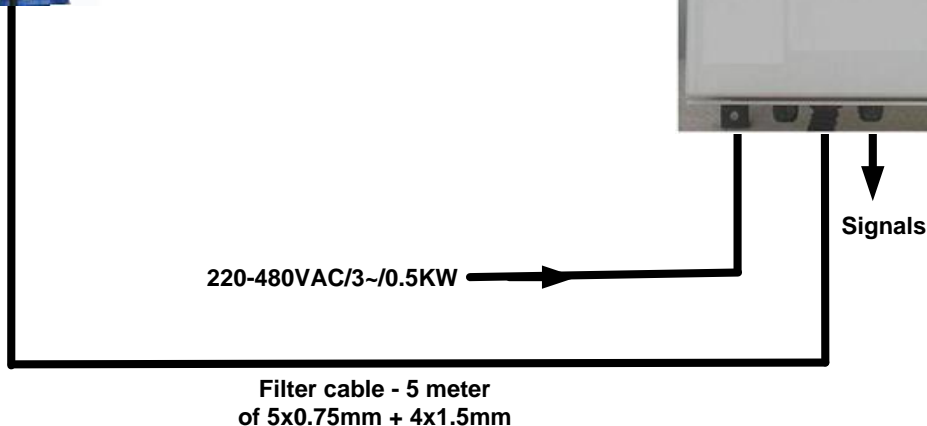 Signals
220-480VAC/3~/0.5KW
Filter cable - 5 meter
of 5x0.75mm + 4x1.5mm